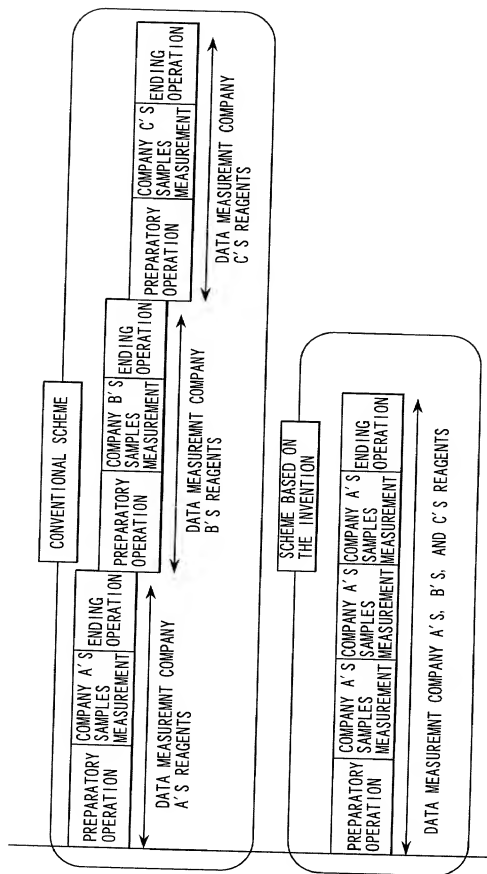 CONVENTIONAL SCHEME
PREPARATORY
OPERATION
COMPANY A'S
SAMPLES
MEASUREMENT
ENDING
OPERATION
DATA MEASUREMNT COMPANY
A'S REAGENTS
PREPARATORY
OPERATION
COMPANY B'S
SAMPLES
MEASUREMENT
ENDING
OPERATION
DATA MEASUREMNT COMPANY
B'S REAGENTS
PREPARATORY
OPERATION
COMPANY C'S
SAMPLES
MEASUREMENT
ENDING
OPERATION
DATA MEASUREMNT COMPANY
C'S REAGENTS
SCHEME BASED ON
THE INVENTION
PREPARATORY
OPERATION
COMPANY A'S
SAMPLES
MEASUREMENT
COMPANY A'S
SAMPLES
MEASUREMENT
COMPANY A'S
SAMPLES
MEASUREMENT
ENDING
OPERATION
DATA MEASUREMNT COMPANY A'S, B'S, AND C'S REAGENTS